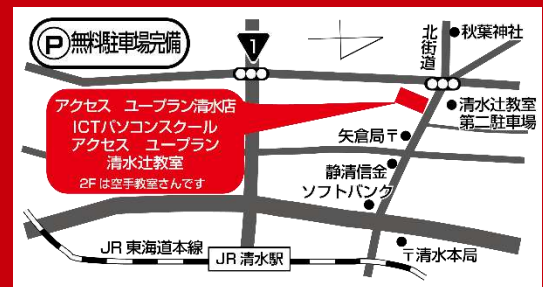 P無料駐車場完備
1
北街道
秋葉神社
アクセス ユープラン清水店
ICTパソコンスクール
アクセス ユープラン
清水辻教室
2Fは空手教室さんです
清水辻教室
第二駐車場
矢倉局〒
静清信金
ソフトバンク
JR東海道本線
JR清水駅
〒清水本局